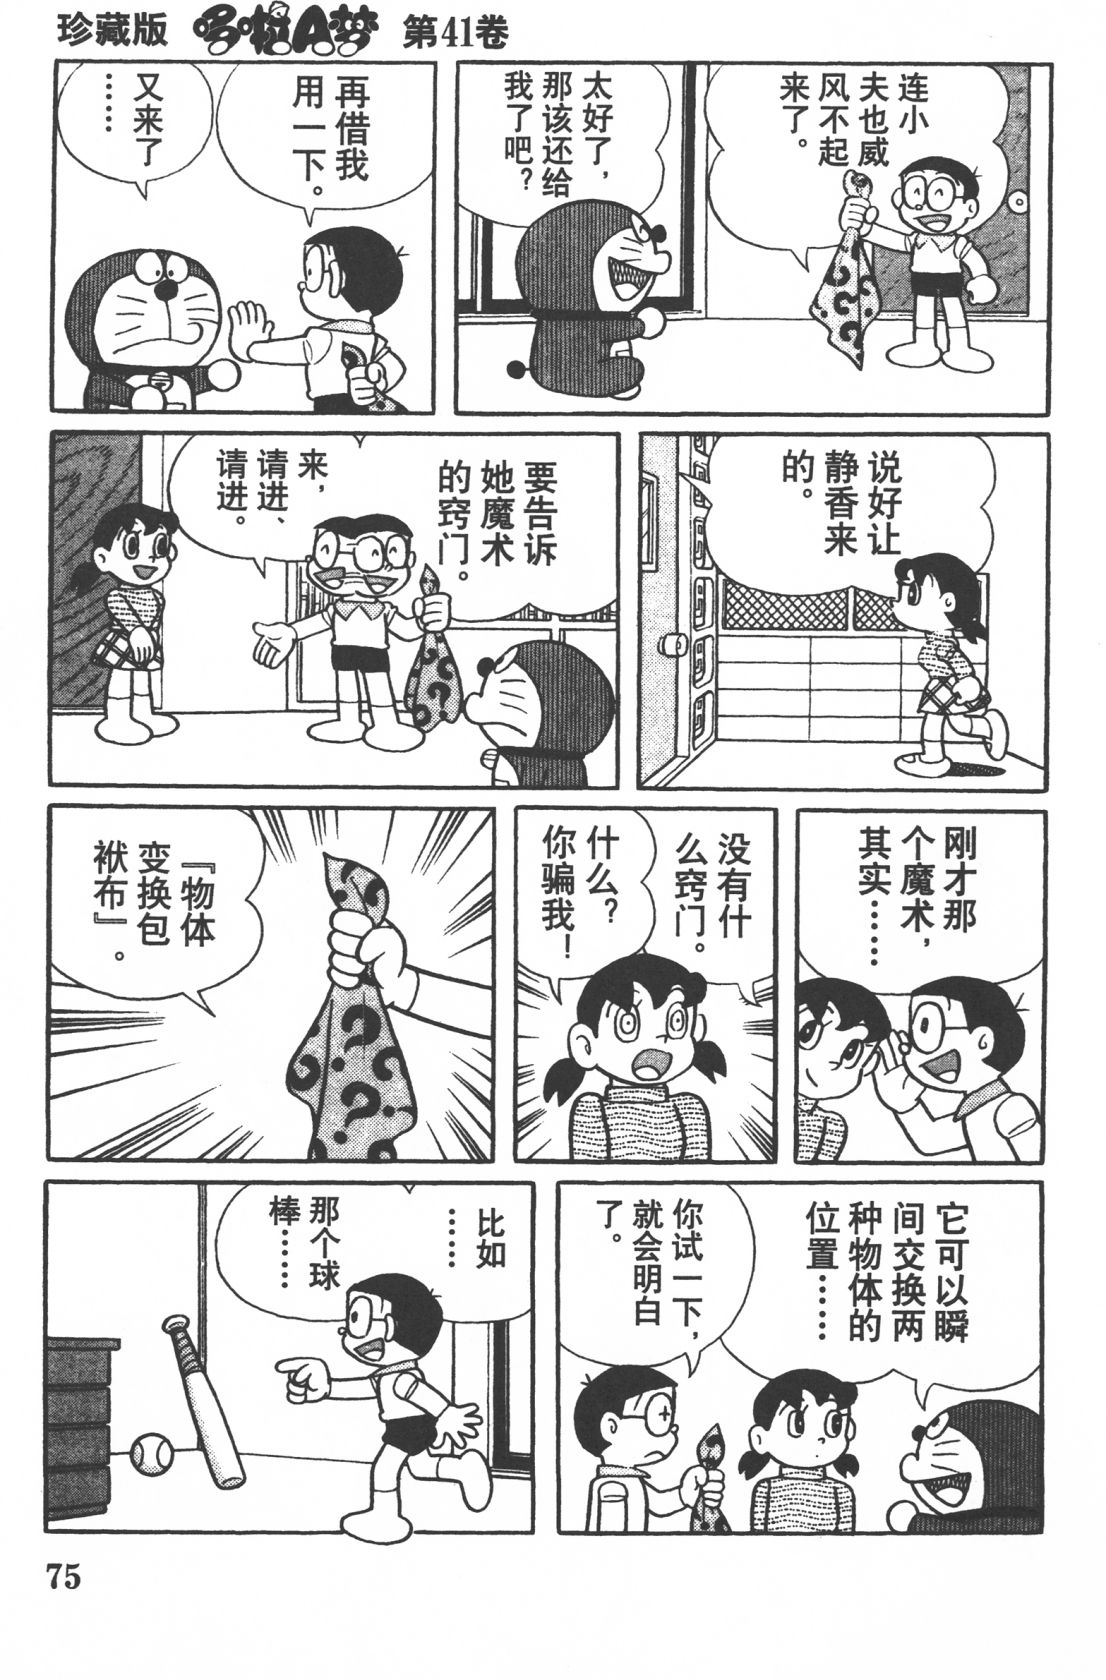 珍藏版 哆啦A梦 第41卷
连小
夫也威
风不起
来了。
太好了，
那该还给
我了吧？
再借我
用一下。
又来了
……
说好让
静香来
的。
要告诉
她魔术
的窍门。
来，
请进、
请进。
刚才那
个魔术，
其实……
没有什
么窍门。
什么？
你骗我！
『物体
变换包
袱布』。
它可以瞬
间交换两
种物体的
位置……
你试一下，
就会明白
了。
比如
……
那个球
棒……
75